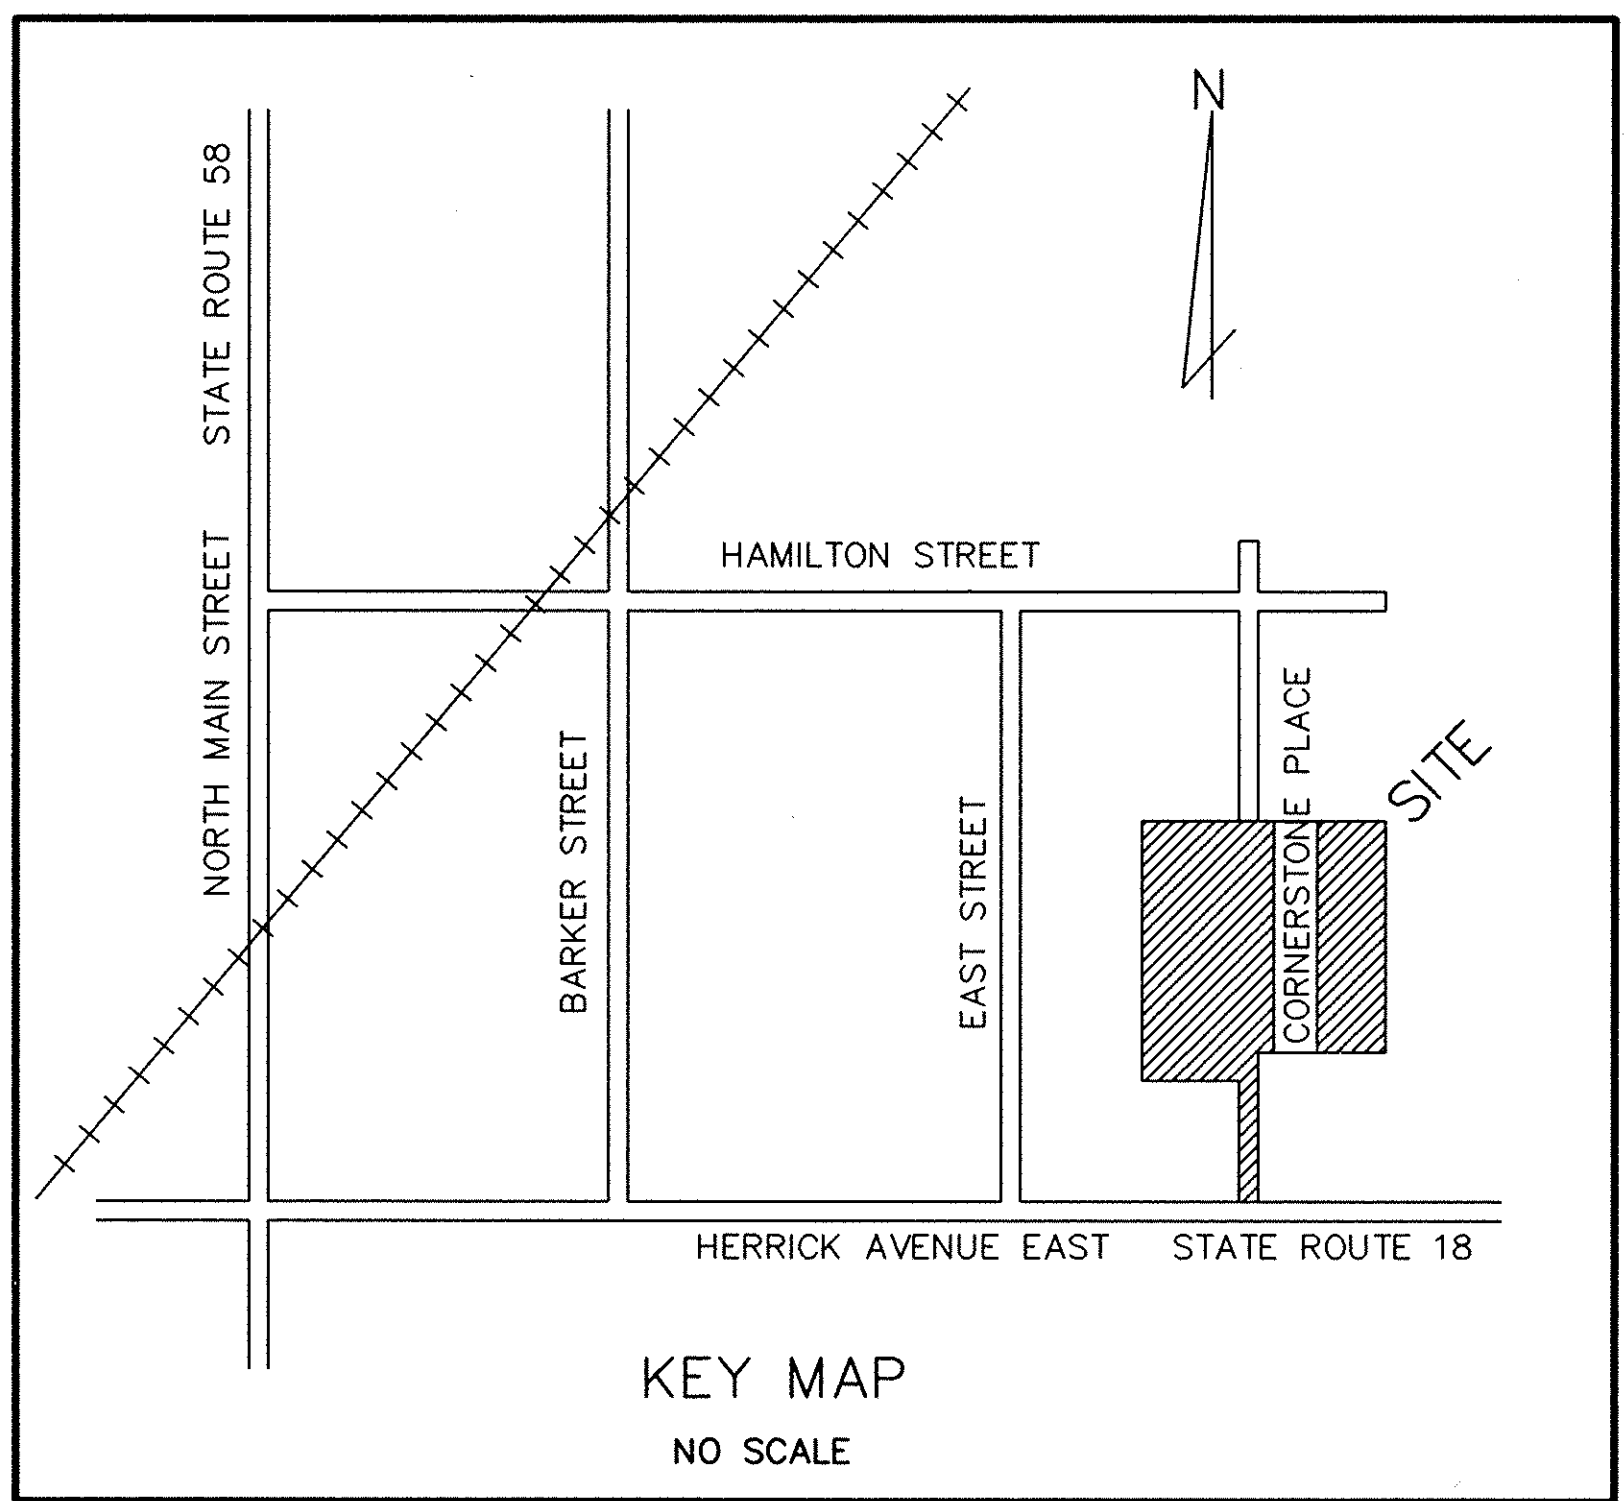 N
STATE ROUTE 58
NORTH MAIN STREET
HAMILTON STREET
BARKER STREET
EAST STREET
CORNERSTONE PLACE
SITE
HERRICK AVENUE EAST STATE ROUTE 18
KEY MAP
NO SCALE